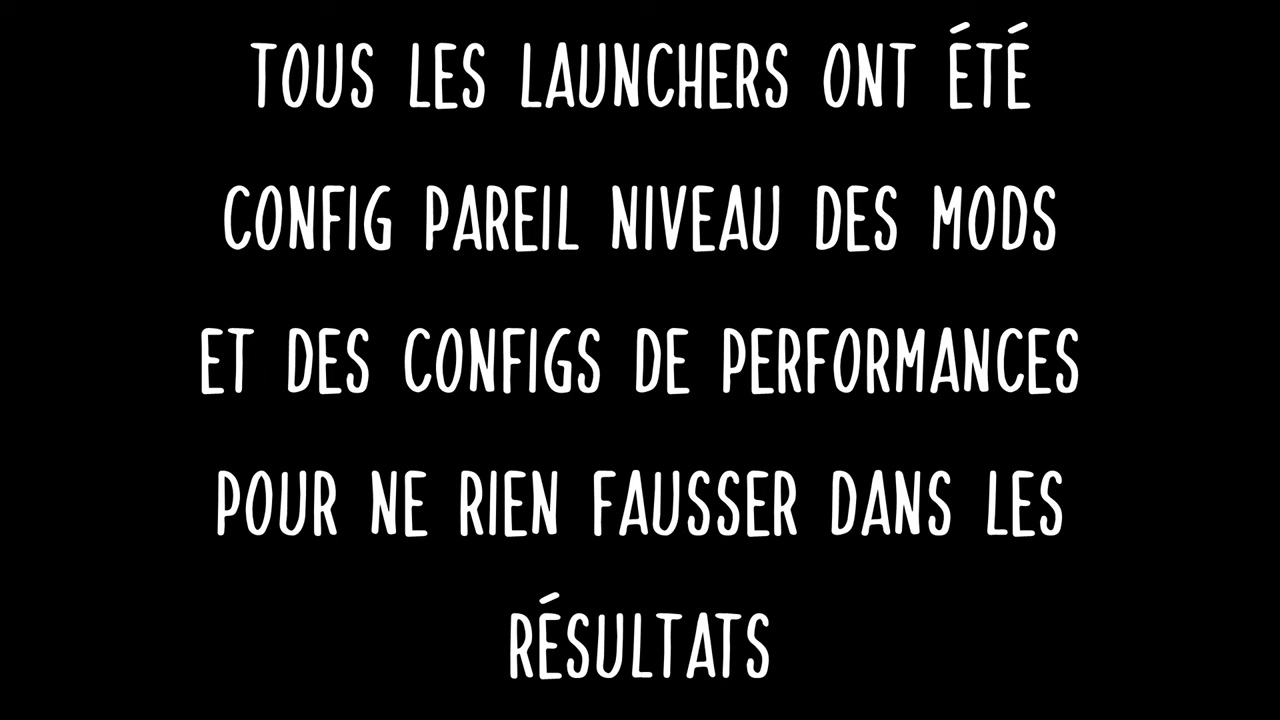 TOUS LES LAUNCHERS ONT ÉTÉ
CONFIG PAREIL NIVEAU DES MODS
ET DES CONFIGS DE PERFORMANCES
POUR NE RIEN FAUSSER DANS LES
RÉSULTATS